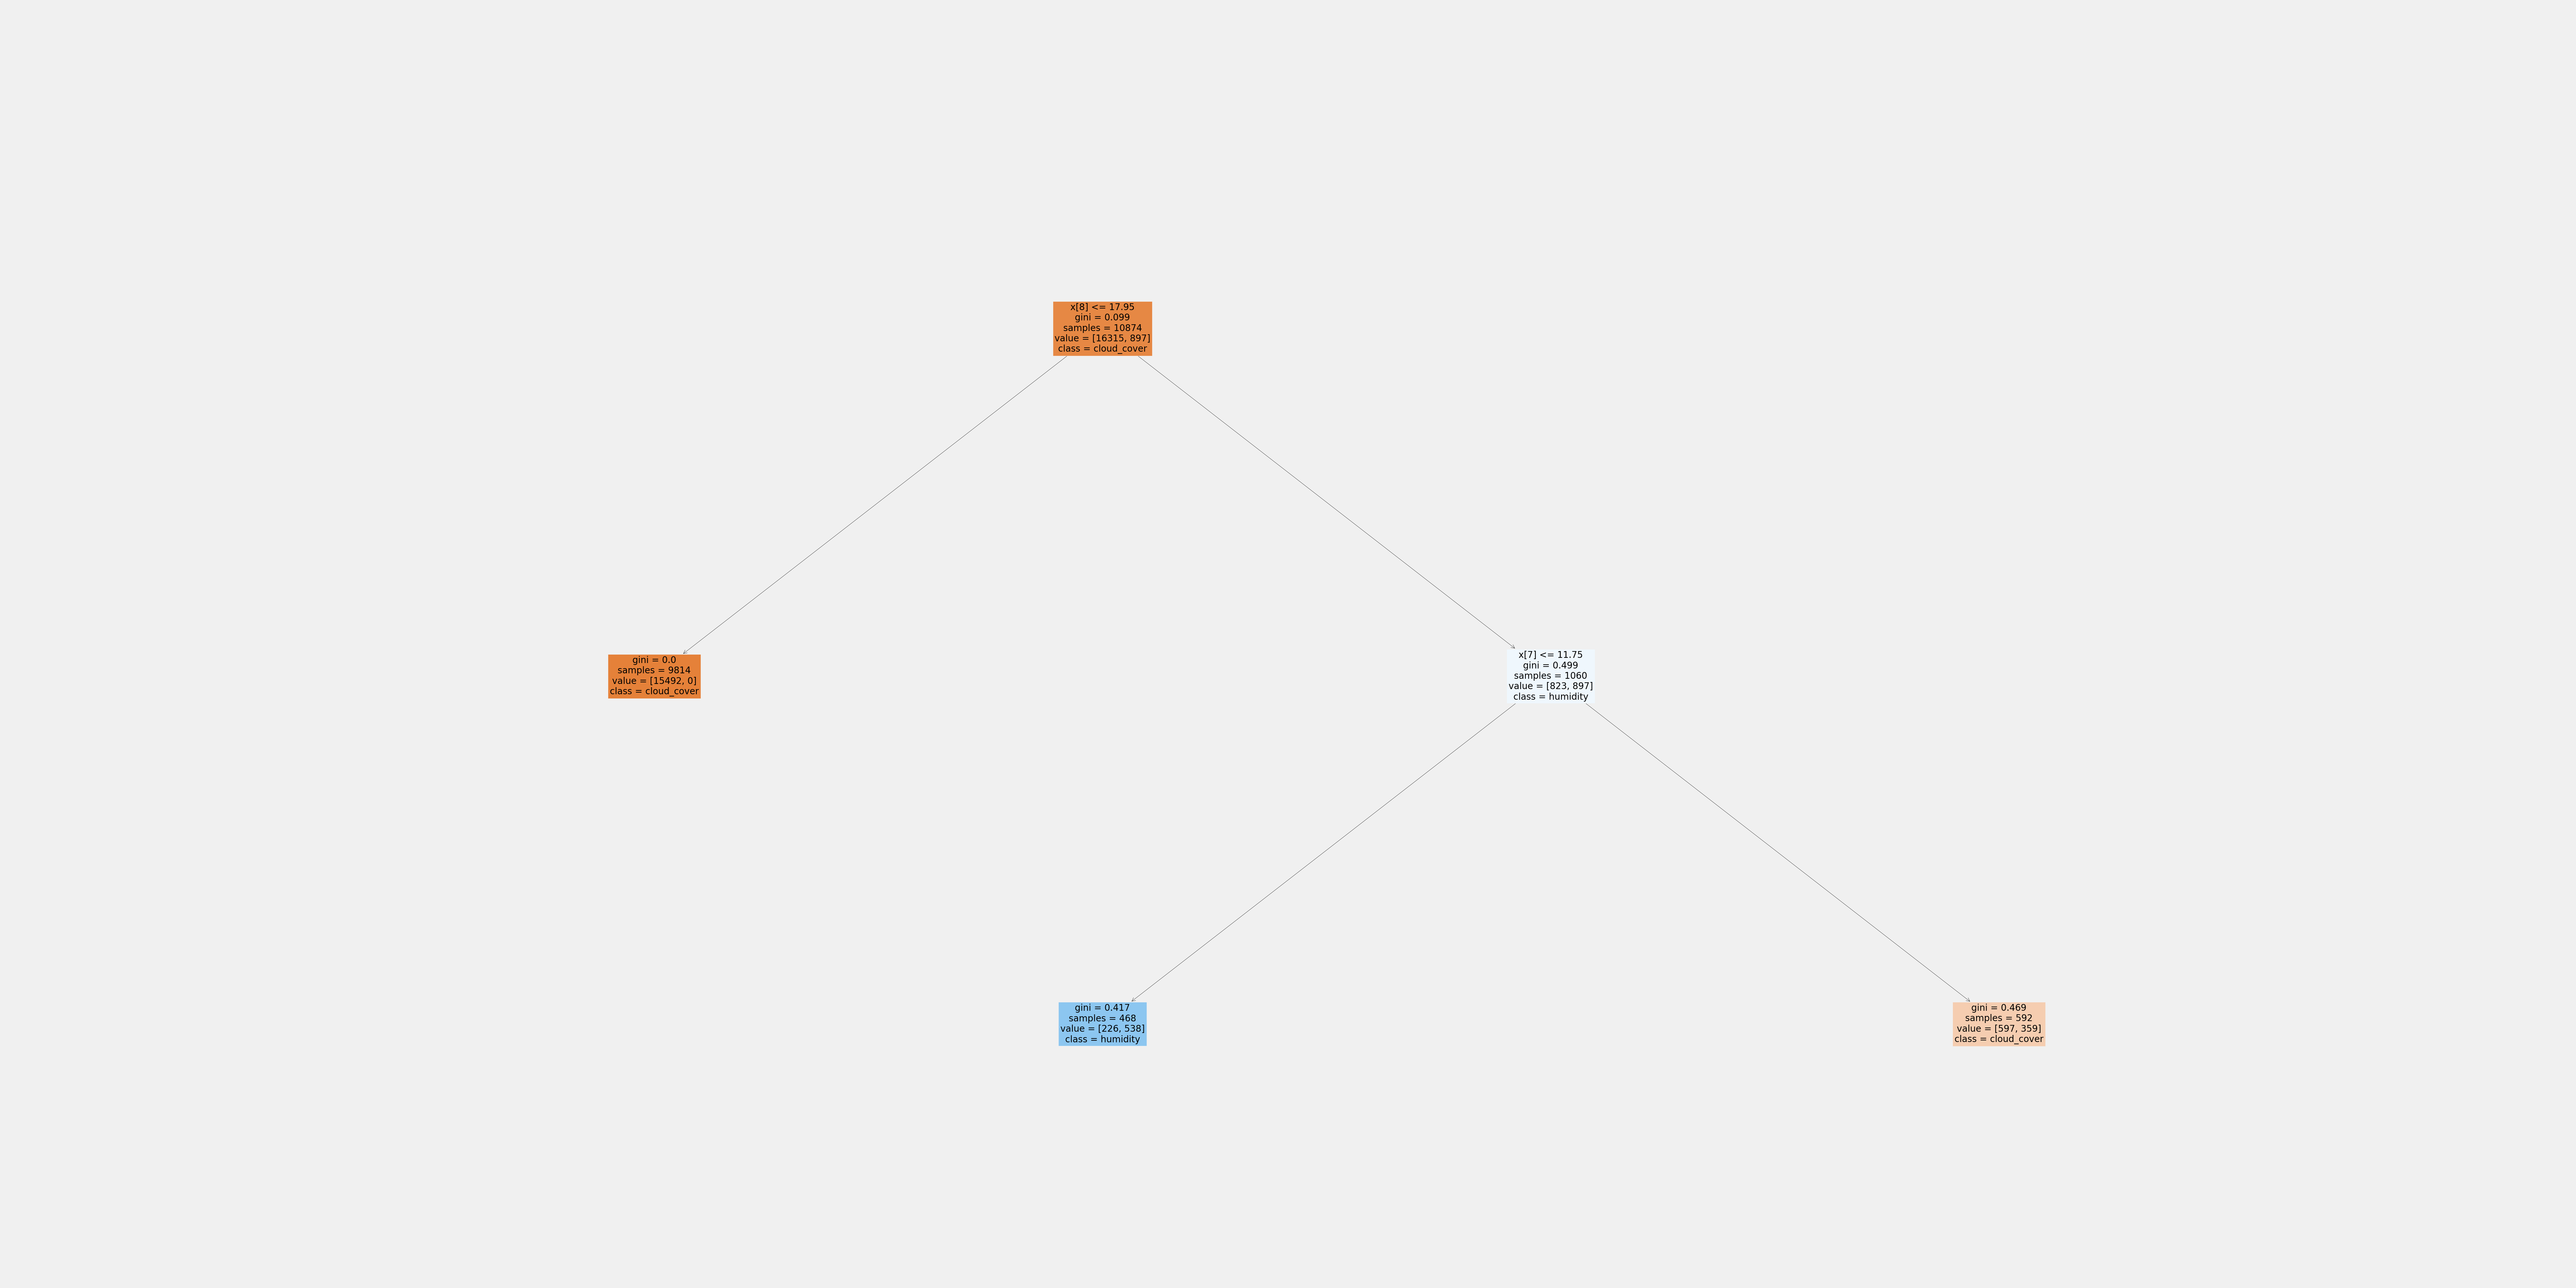 x[8] <= 17.95
gini = 0.099
samples = 10874
value = [16315, 897]
class = cloud_cover
gini = 0.0
samples = 9814
value = [15492, 0]
class = cloud_cover
x[7] <= 11.75
gini = 0.499
samples = 1060
value = [823, 897]
class = humidity
gini = 0.417
samples = 468
value = [226, 538]
class = humidity
gini = 0.469
samples = 592
value = [597, 359]
class = cloud_cover